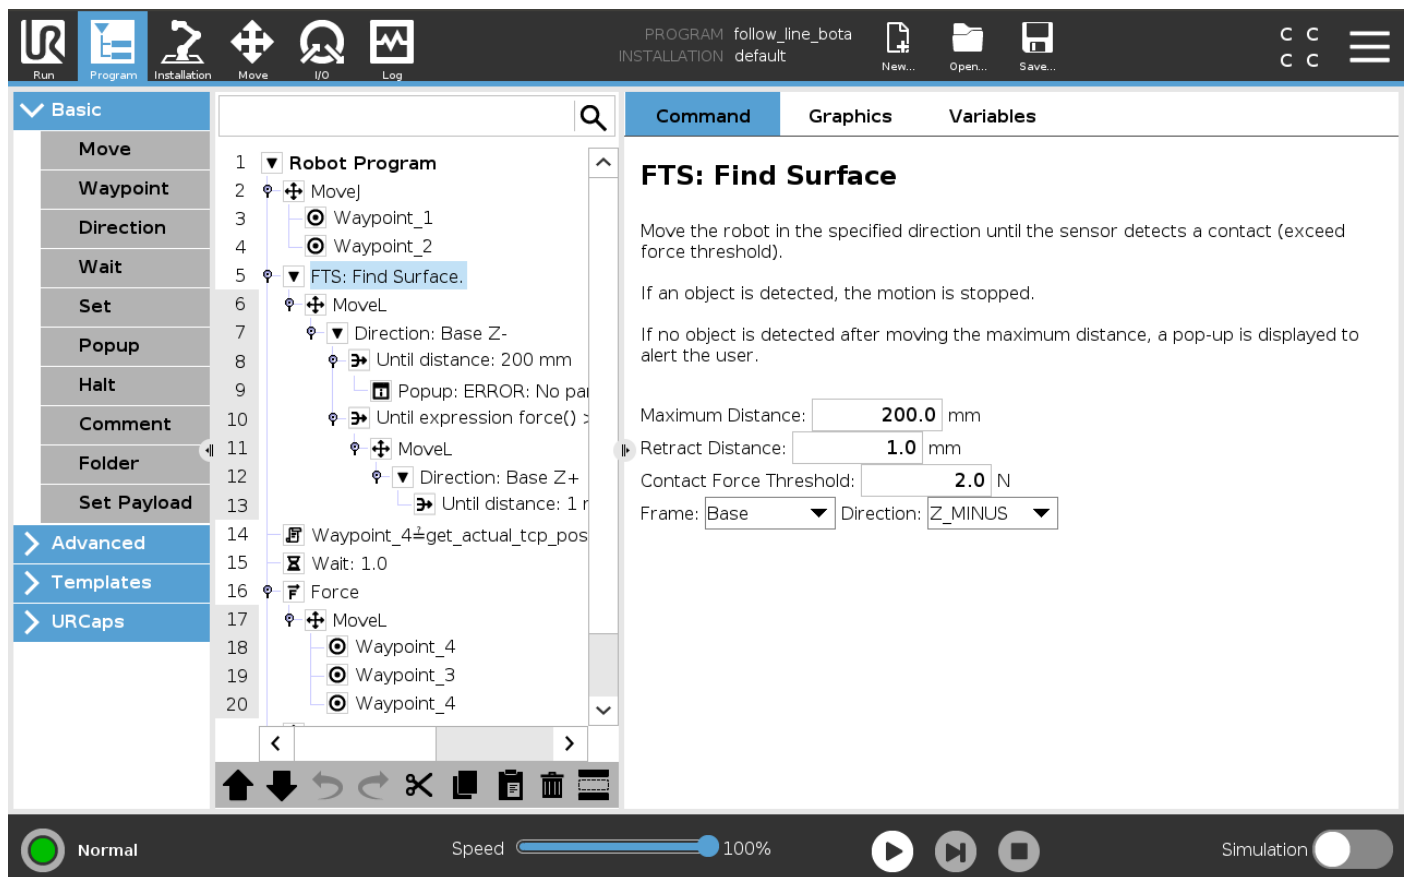 UR
Run
Program
Installation
Move
I/O
Log
PROGRAM follow_line_bota
INSTALLATION default
New...
Open...
Save...
C C
C C
Basic
Move
Waypoint
Direction
Wait
Set
Popup
Halt
Comment
Folder
Set Payload
Advanced
Templates
URCaps
1 Robot Program
2 MoveJ
3 Waypoint_1
4 Waypoint_2
5 FTS: Find Surface.
6 MoveL
7 Direction: Base Z-
8 Until distance: 200 mm
9 Popup: ERROR: No pa
10 Until expression force() >
11 MoveL
12 Direction: Base Z+
13 Until distance: 1
14 Waypoint_4≟get_actual_tcp_pos
15 Wait: 1.0
16 Force
17 MoveL
18 Waypoint_4
19 Waypoint_3
20 Waypoint_4
Command Graphics Variables
FTS: Find Surface
Move the robot in the specified direction until the sensor detects a contact (exceed
force threshold).
If an object is detected, the motion is stopped.
If no object is detected after moving the maximum distance, a pop-up is displayed to
alert the user.
Maximum Distance: 200.0 mm
Retract Distance: 1.0 mm
Contact Force Threshold: 2.0 N
Frame: Base Direction: Z_MINUS
Normal
Speed 100%
Simulation